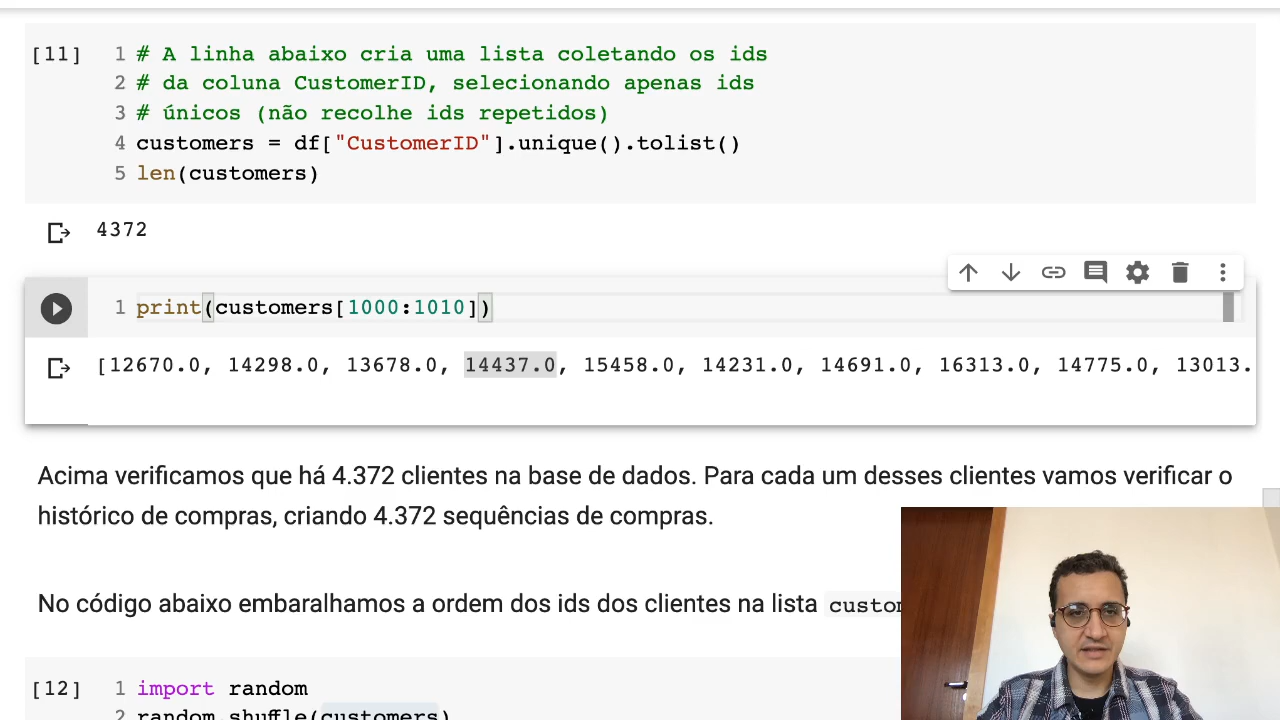 [11] 1 # A linha abaixo cria uma lista coletando os ids
2 # da coluna CustomerID, selecionando apenas ids
3 # únicos (não recolhe ids repetidos)
4 customers = df["CustomerID"].unique().tolist()
5 len(customers)
4372
1 print(customers[1000:1010])
[12670.0, 14298.0, 13678.0, 14437.0, 15458.0, 14231.0, 14691.0, 16313.0, 14775.0, 13013.
Acima verificamos que há 4.372 clientes na base de dados. Para cada um desses clientes vamos verificar o
histórico de compras, criando 4.372 sequências de compras.
No código abaixo embaralhamos a ordem dos ids dos clientes na lista
[12] 1 import random
2 random.shuffle(customers)